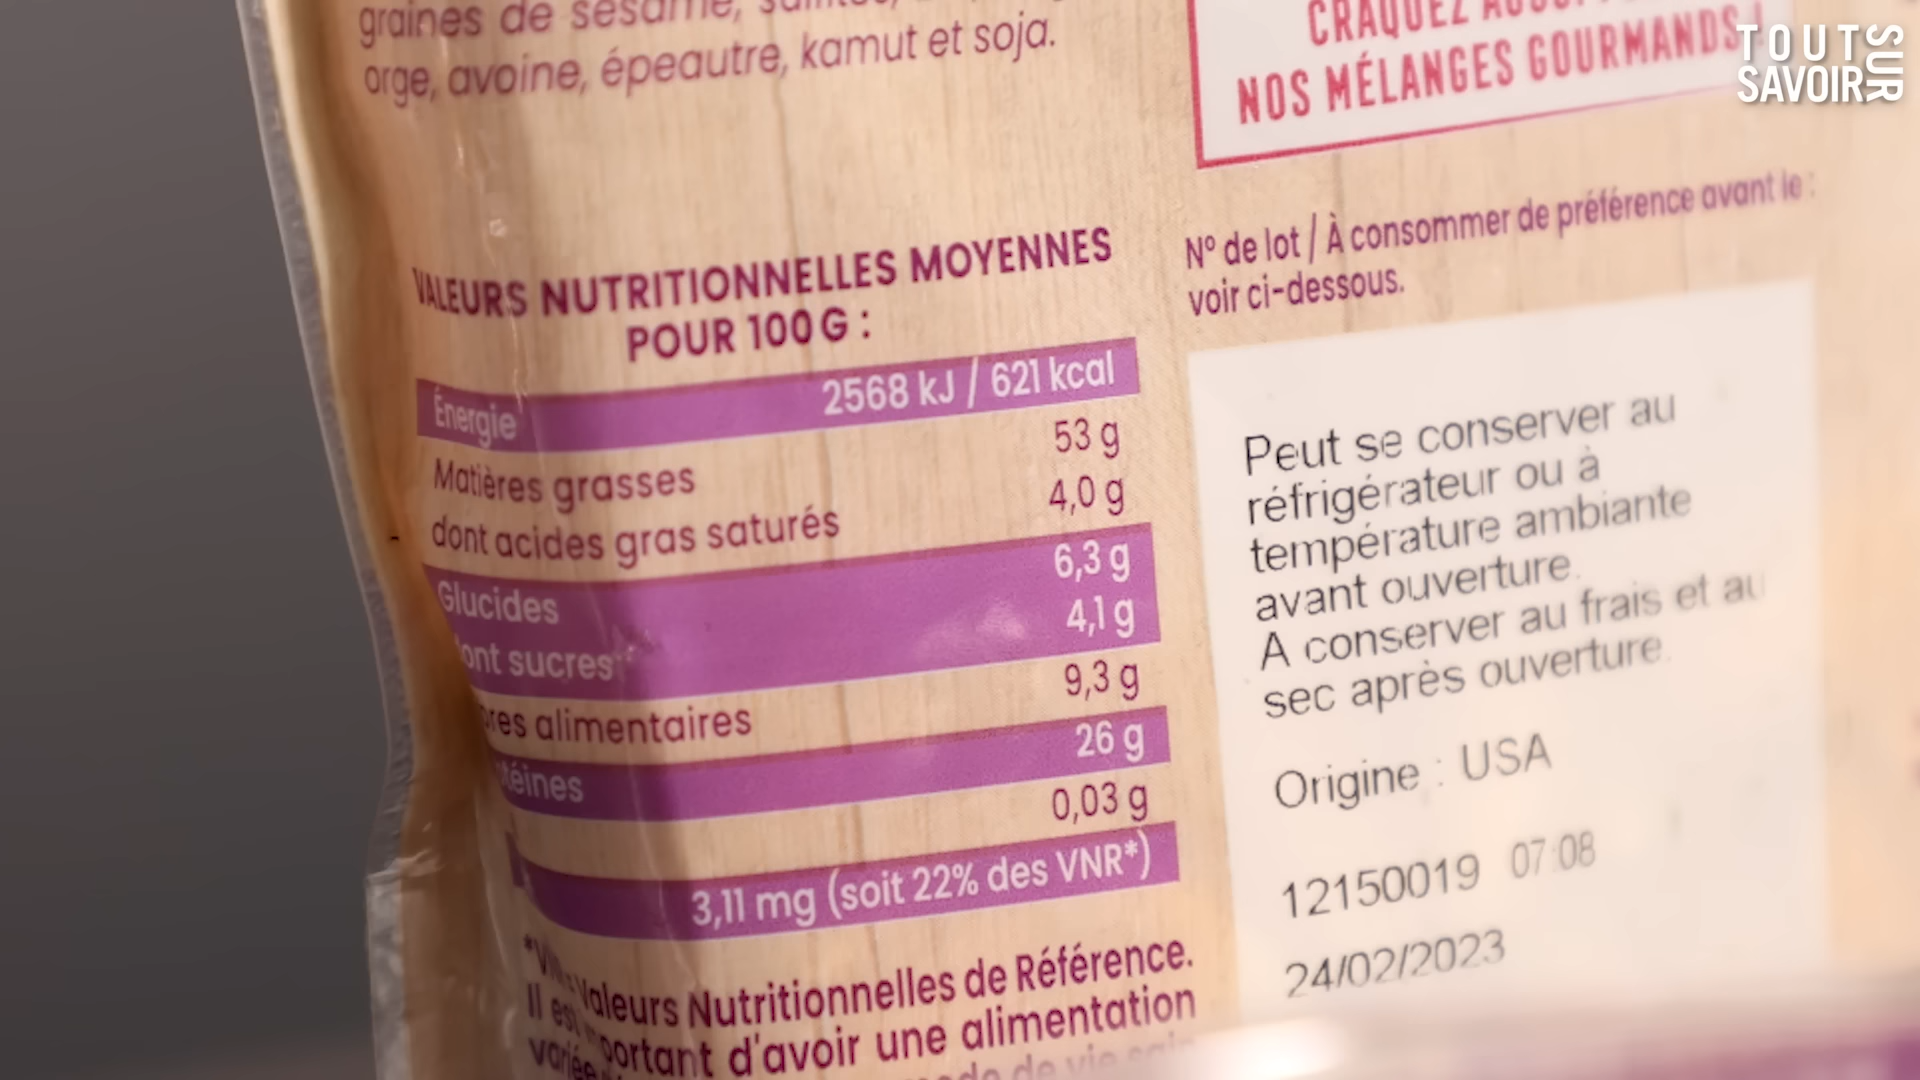 graines de sésame,
orge, avoine, épeautre, kamut et soja.
VALEURS NUTRITIONNELLES MOYENNES
POUR 100 G :
Énergie 2568 kJ / 621 kcal
Matières grasses 53 g
dont acides gras saturés 4,0 g
Glucides 6,3 g
ont sucres 4,1 g
res alimentaires 9,3 g
téines 26 g
0,03 g
3,11 mg (soit 22% des VNR*)
Valeurs Nutritionnelles de Référence.
Il est portant d'avoir une alimentation
de vie
CRAQUEZ
NOS MÉLANGES GOURMANDS !
N° de lot / À consommer de préférence avant le :
voir ci-dessous.
Peut se conserver au
réfrigérateur ou à
température ambiante
avant ouverture.
A conserver au frais et au
sec après ouverture.
Origine : USA
12150019 07:08
24/02/2023
TOUT
SAVOIR
SUR